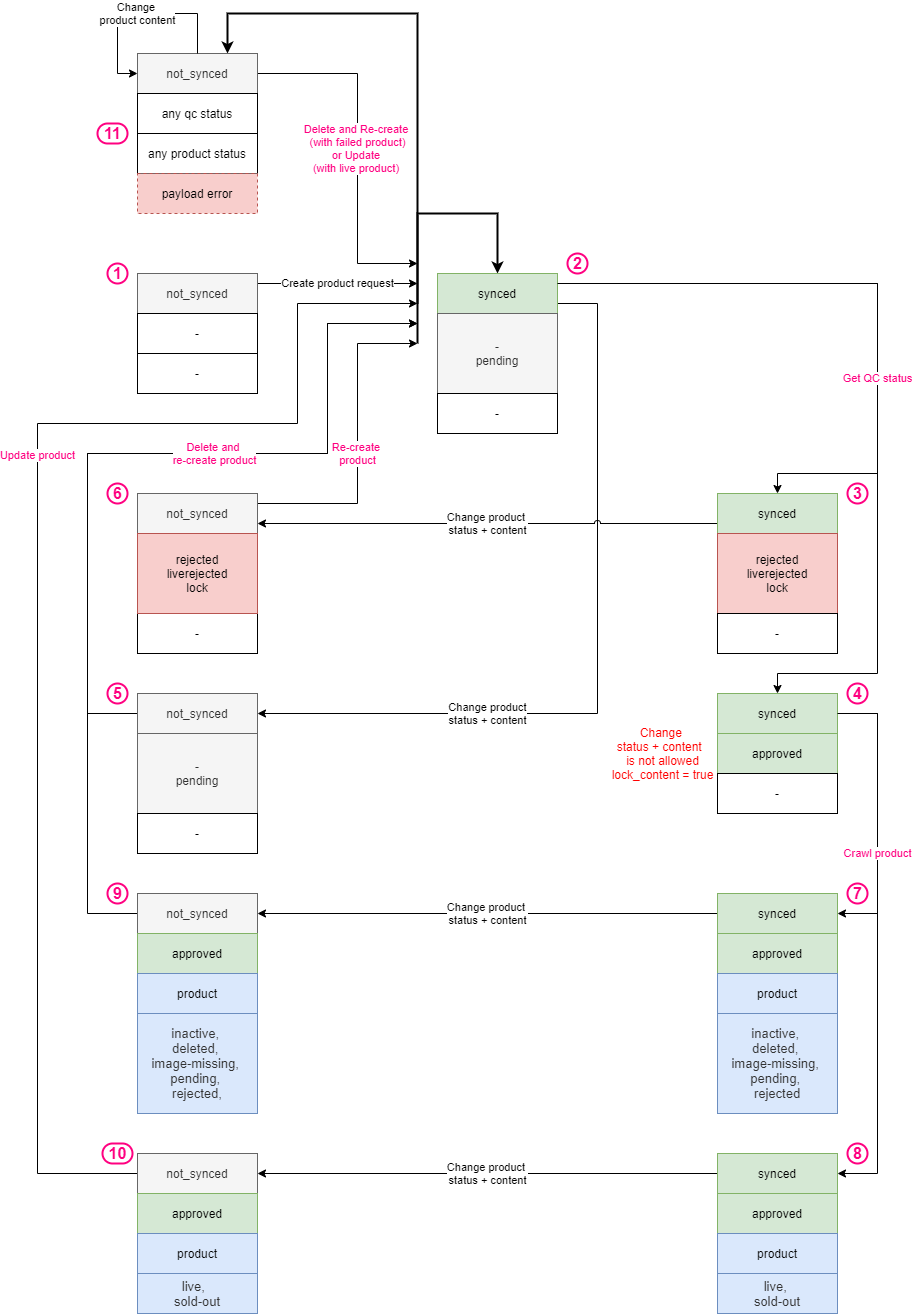 Change
product content
not_synced
any qc status
11
any product status
payload error
Delete and Re-create
(with failed product)
or Update
(with live product)
1
not_synced
-
-
Create product request
2
synced
-
pending
-
Get QC status
Update product
Delete and
re-create product
Re-create
product
6
not_synced
rejected
liverejected
lock
-
Change product
status + content
3
synced
rejected
liverejected
lock
-
5
not_synced
-
pending
-
Change product
status + content
4
synced
approved
-
Change
status + content
is not allowed
lock_content = true
Crawl product
9
not_synced
approved
product
inactive,
deleted,
image-missing,
pending,
rejected,
Change product
status + content
7
synced
approved
product
inactive,
deleted,
image-missing,
pending,
rejected
10
not_synced
approved
product
live,
sold-out
Change product
status + content
8
synced
approved
product
live,
sold-out